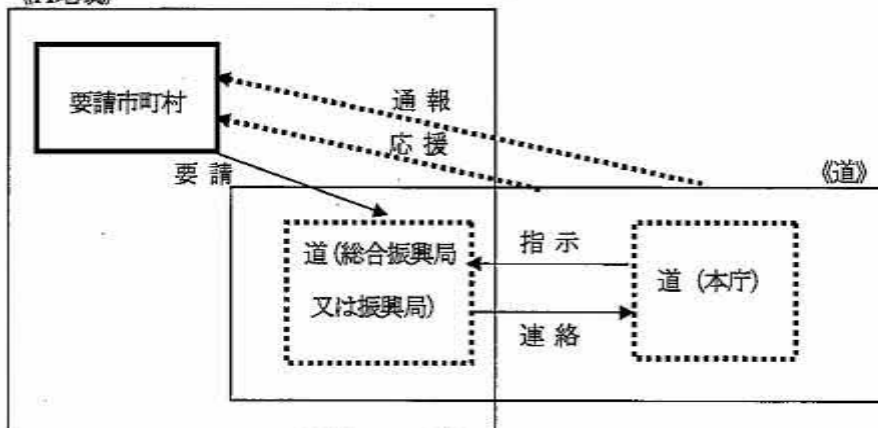 要請市町村
通 報
応 援
要 請
《道》
道(総合振興局
又は振興局)
指 示
道（本庁）
連 絡